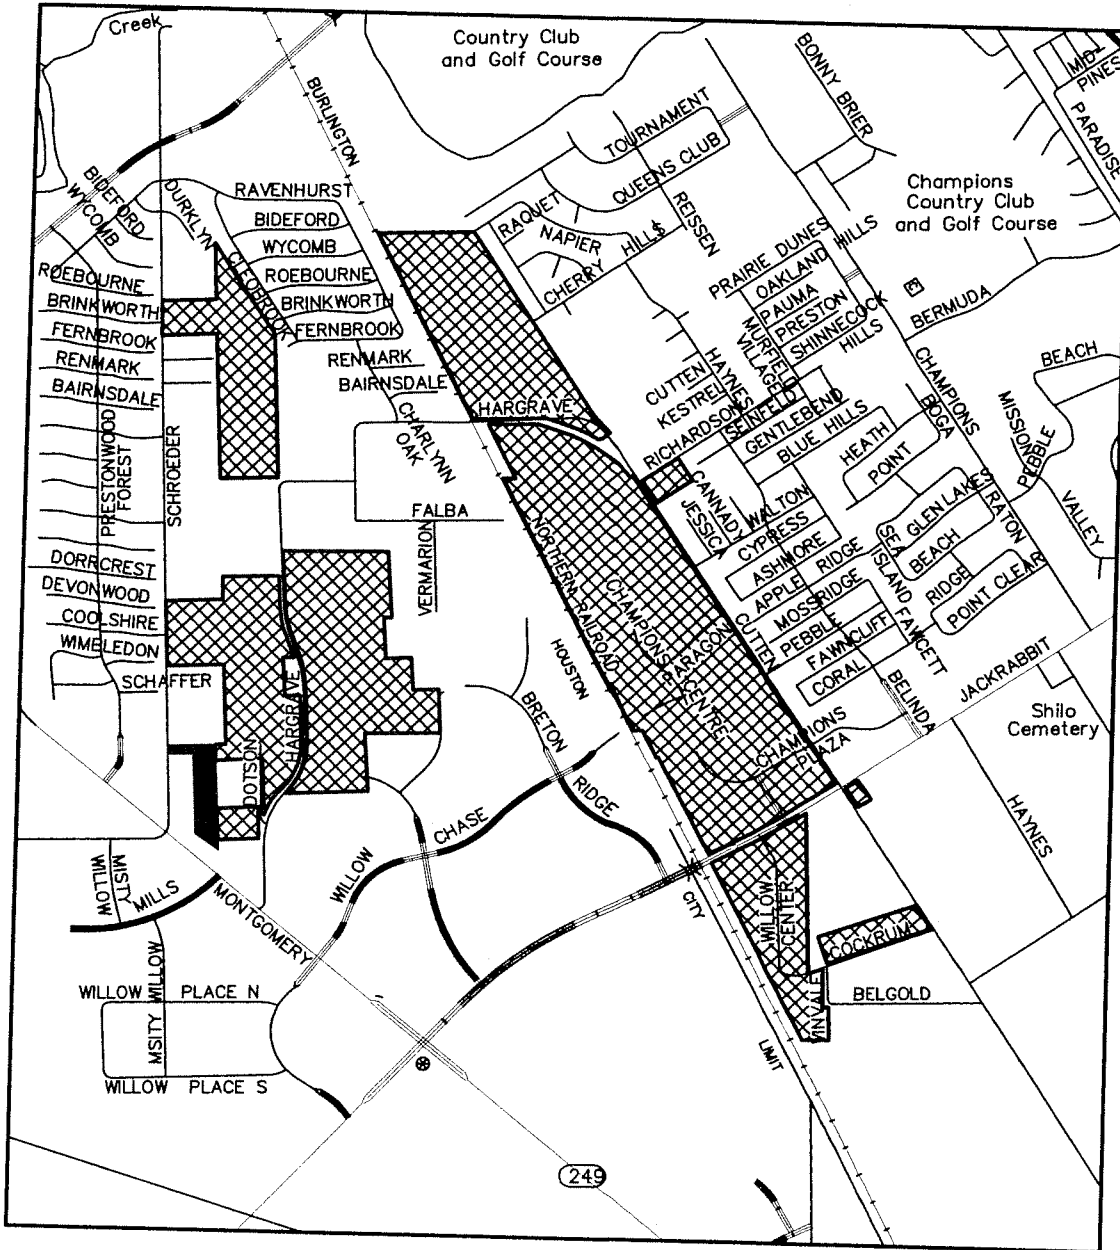 Creek
Country Club
and Golf Course
BONNY BRIER
MID
PINES
PARADISE
BURLINGTON
TOURNAMENT
QUEENS CLUB
REISSEN
Champions
Country Club
and Golf Course
BIDEFORD
WYCOMB
DURKLYN
RAVENHURST
BIDEFORD
WYCOMB
ROEBOURNE
BRINKWORTH
FERNBROOK
CLEOBROOK
RENMARK
BAIRNSDALE
RAQUET
NAPIER
CHERRY HILLS
PRAIRIE DUNES
OAKLAND HILLS
PAUMA
PRESTON
SHINNECOCK
HILLS
E
BERMUDA
BEACH
ROEBOURNE
BRINKWORTH
FERNBROOK
RENMARK
BAIRNSDALE
PRESTONWOOD
FOREST
SCHROEDER
CHARLYNN
OAK
HARGRAVE
CUTTEN
KESTREL
RICHARDSON
HAYNES
MUIRFIELD
VILLAGE
SEINFELD
GENTLEBEND
BLUE HILLS
HEATH
POINT
CHAMPIONS
BOCA
RATON
MISSION
PEBBLE
VALLEY
FALBA
VERMARION
NORTHERN RAILROAD
HOUSTON
CANNADY
JESSICA
WALTON
CYPRESS
ASHMORE
APPLE RIDGE
MOSSRIDGE
PEBBLE
FAWNCLIFF
CORAL
SEA
ISLAND
FAWCETT
GLEN LAKES
BEACH
RIDGE
POINT CLEAR
DORRCREST
DEVONWOOD
COOLSHIRE
WIMBLEDON
SCHAFFER
HARGRAVE
DOTSON
CHAMPIONS
CENTRE
PARAGON
CUTTEN
BELINDA
JACKRABBIT
CHAMPIONS
PLAZA
Shilo
Cemetery
HAYNES
BRETON
RIDGE
WILLOW CHASE
CITY
WILLOW
CENTER
COCKRUM
BELGOLD
VINVALE
LIMIT
MISTY
WILLOW
MILLS
MONTGOMERY
WILLOW PLACE N
MSITY WILLOW
WILLOW PLACE S
249